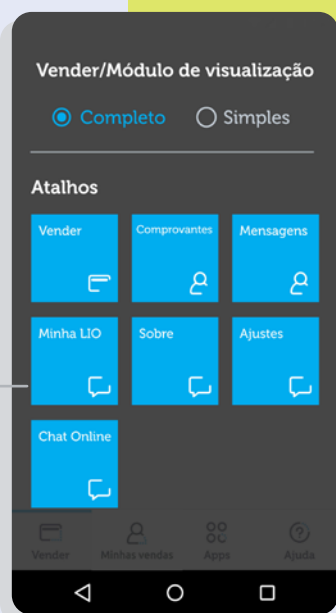 Vender/Módulo de visualização
Completo Simples
Atalhos
Vender Comprovantes Mensagens
Minha LIO Sobre Ajustes
Chat Online
Vender Minhas vendas Apps Ajuda